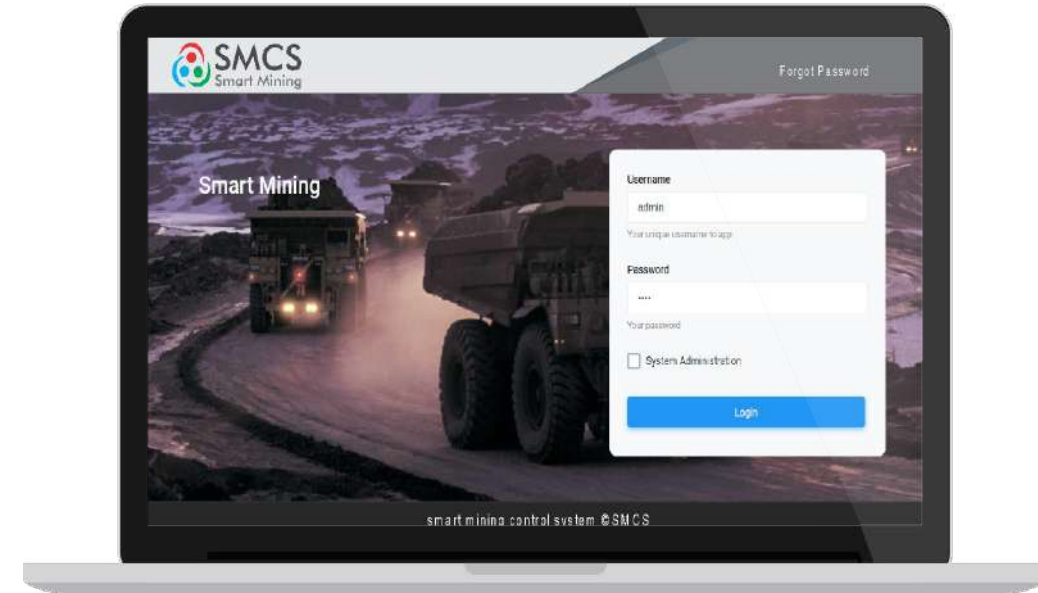 SMCS
Smart Mining
Forgot Password
Smart Mining
Username
admin
Your unique username to app
Password
....
Your password
System Administration
Login
smart mining control system ©SMCS